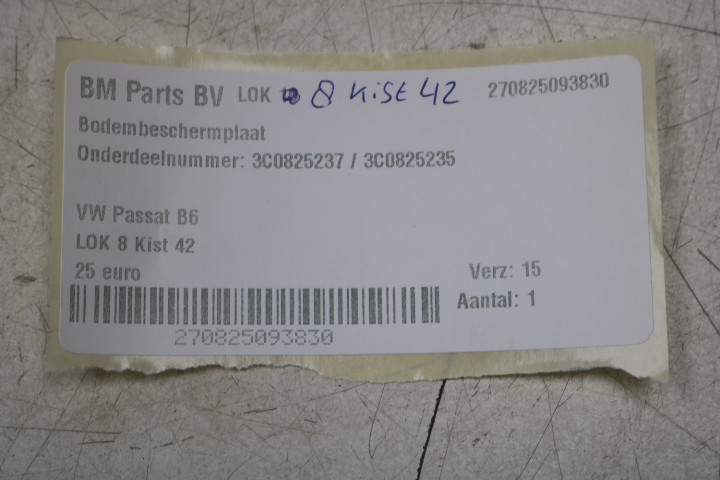 BM Parts BV LOK 8 Kist 42 270825093830
Bodembeschermplaat
Onderdeelnummer: 3C0825237 / 3C0825235
VW Passat B6
LOK 8 Kist 42
25 euro Verz: 15
Aantal: 1
270825093830